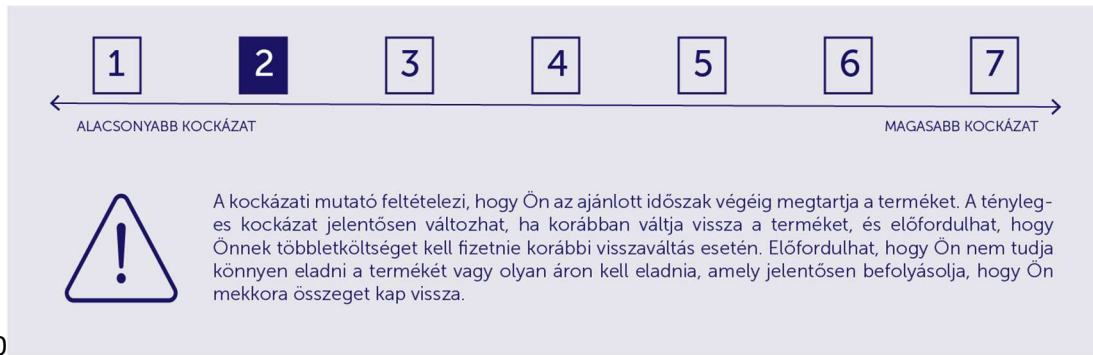 1 2 3 4 5 6 7
ALACSONYABB KOCKÁZAT MAGASABB KOCKÁZAT
A kockázati mutató feltételezi, hogy Ön az ajánlott időszak végéig megtartja a terméket. A tényleg-
es kockázat jelentősen változhat, ha korábban váltja vissza a terméket, és előfordulhat, hogy
Önnek többletköltséget kell fizetnie korábbi visszaváltás esetén. Előfordulhat, hogy Ön nem tudja
könnyen eladni a termékét vagy olyan áron kell eladnia, amely jelentősen befolyásolja, hogy Ön
mekkora összeget kap vissza.